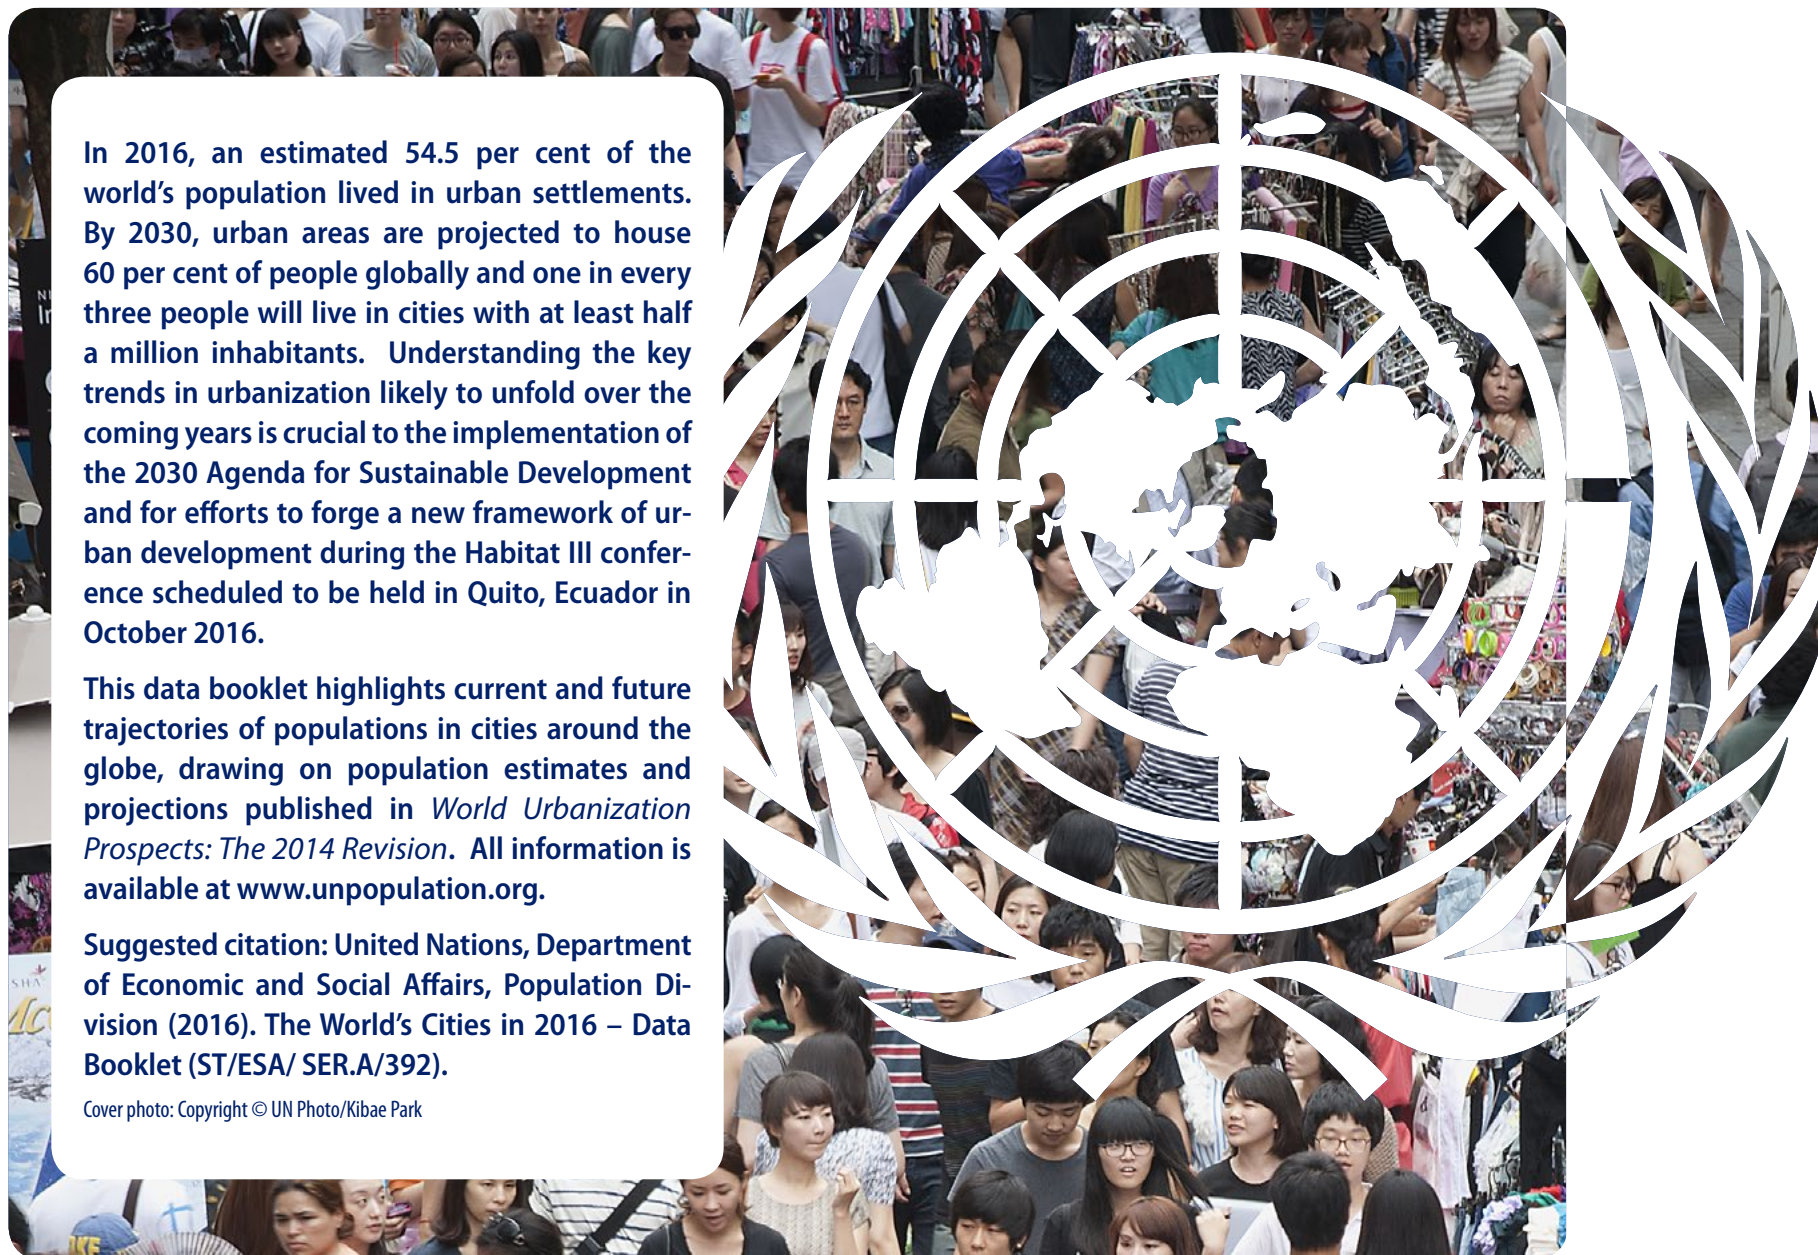 In 2016, an estimated 54.5 per cent of the
world's population lived in urban settlements.
By 2030, urban areas are projected to house
60 per cent of people globally and one in every
three people will live in cities with at least half
a million inhabitants.  Understanding the key
trends in urbanization likely to unfold over the
coming years is crucial to the implementation of
the 2030 Agenda for Sustainable Development
and for efforts to forge a new framework of ur-
ban development during the Habitat III confer-
ence scheduled to be held in Quito, Ecuador in
October 2016.
This data booklet highlights current and future
trajectories of populations in cities around the
globe, drawing on population estimates and
projections published in World Urbanization
Prospects: The 2014 Revision.  All information is
available at www.unpopulation.org.
Suggested citation: United Nations, Department
of Economic and Social Affairs, Population Di-
vision (2016). The World's Cities in 2016 – Data
Booklet (ST/ESA/ SER.A/392).
Cover photo: Copyright © UN Photo/Kibae Park